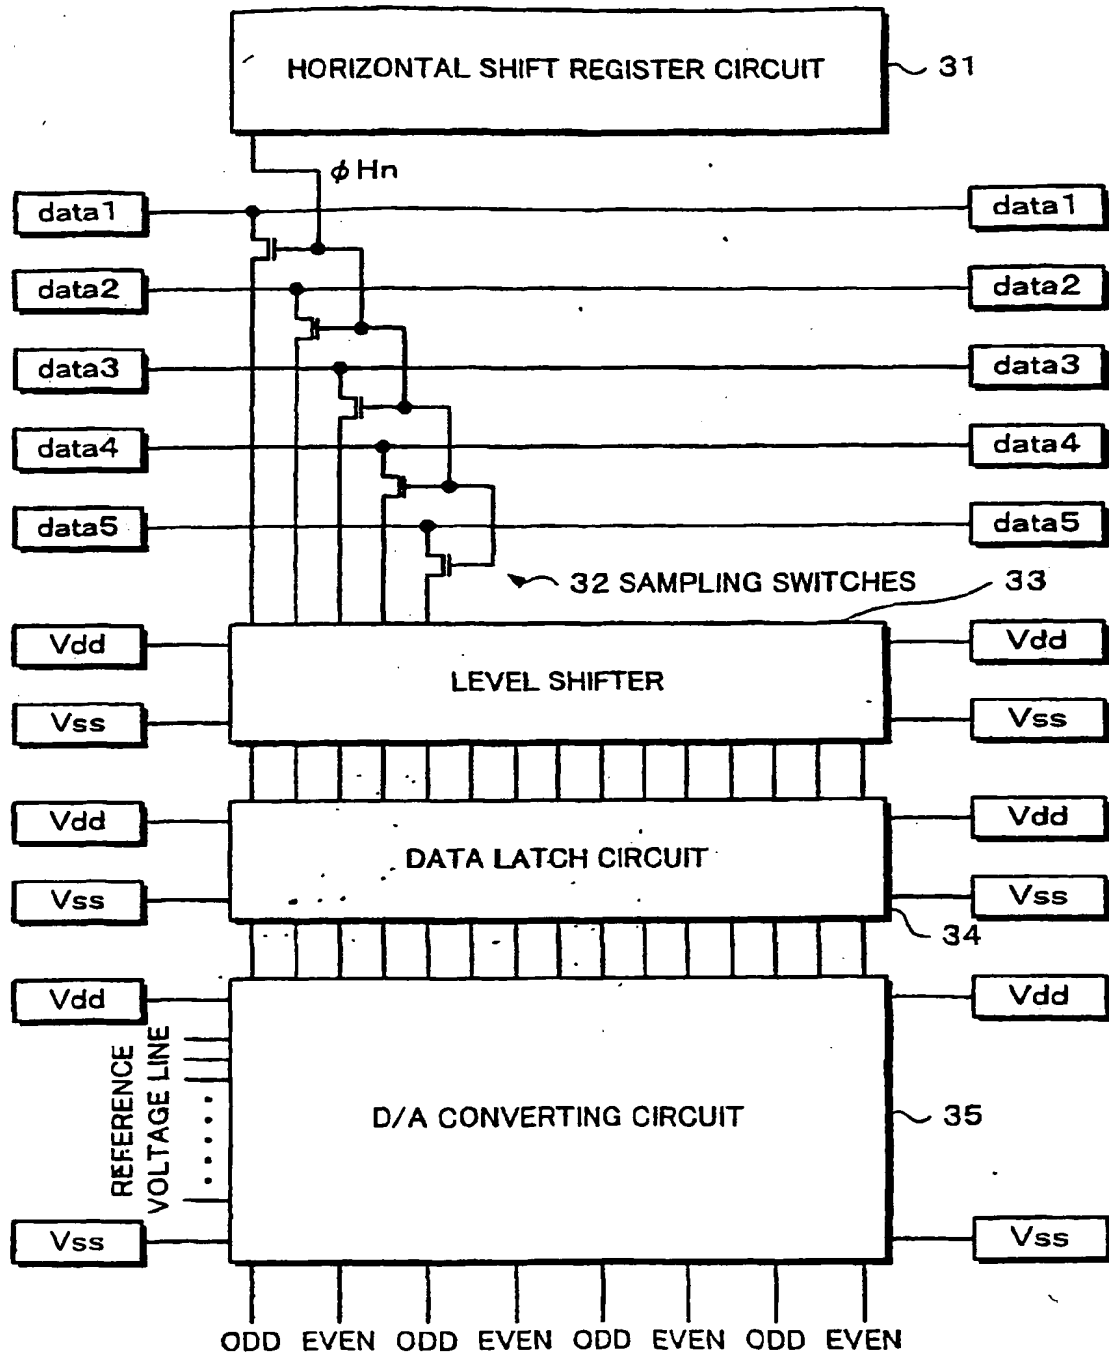 HORIZONTAL SHIFT REGISTER CIRCUIT
31
φHn
data1
data1
data2
data2
data3
data3
data4
data4
data5
data5
32 SAMPLING SWITCHES
33
Vdd
Vdd
LEVEL SHIFTER
Vss
Vss
Vdd
Vdd
DATA LATCH CIRCUIT
Vss
Vss
34
Vdd
Vdd
REFERENCE
VOLTAGE LINE
D/A CONVERTING CIRCUIT
35
Vss
Vss
ODD EVEN ODD EVEN ODD EVEN ODD EVEN